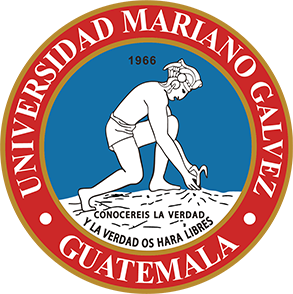 UNIVERSIDAD MARIANO GALVEZ
1966
CONOCEREIS LA VERDAD
Y LA VERDAD OS HARA LIBRES
• GUATEMALA •